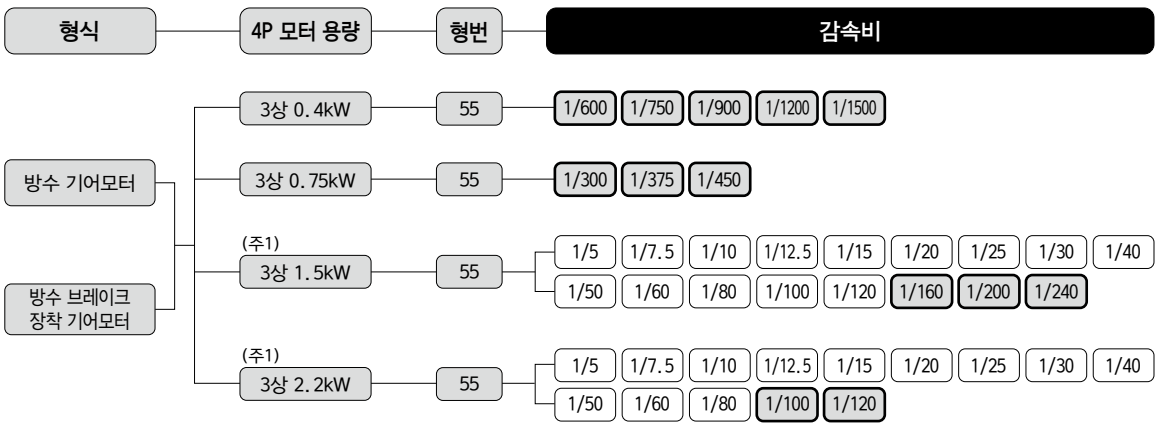 형식 4P 모터 용량 형번 감속비
3상 0.4kW 55 1/600 1/750 1/900 1/1200 1/1500
방수 기어모터
3상 0.75kW 55 1/300 1/375 1/450
(주1)
3상 1.5kW 55
1/5 1/7.5 1/10 1/12.5 1/15 1/20 1/25 1/30 1/40
1/50 1/60 1/80 1/100 1/120 1/160 1/200 1/240
방수 브레이크
장착 기어모터
(주1)
3상 2.2kW 55
1/5 1/7.5 1/10 1/12.5 1/15 1/20 1/25 1/30 1/40
1/50 1/60 1/80 1/100 1/120